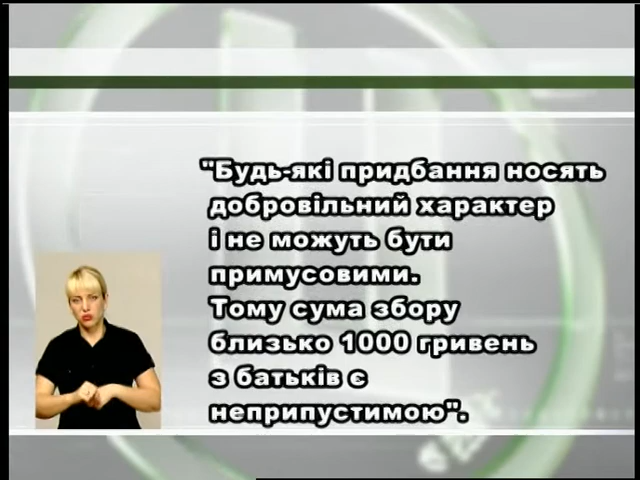 "Будь-які придбання носять
добровільний характер
і не можуть бути
примусовими.
Тому сума збору
близько 1000 гривень
з батьків є
неприпустимою".